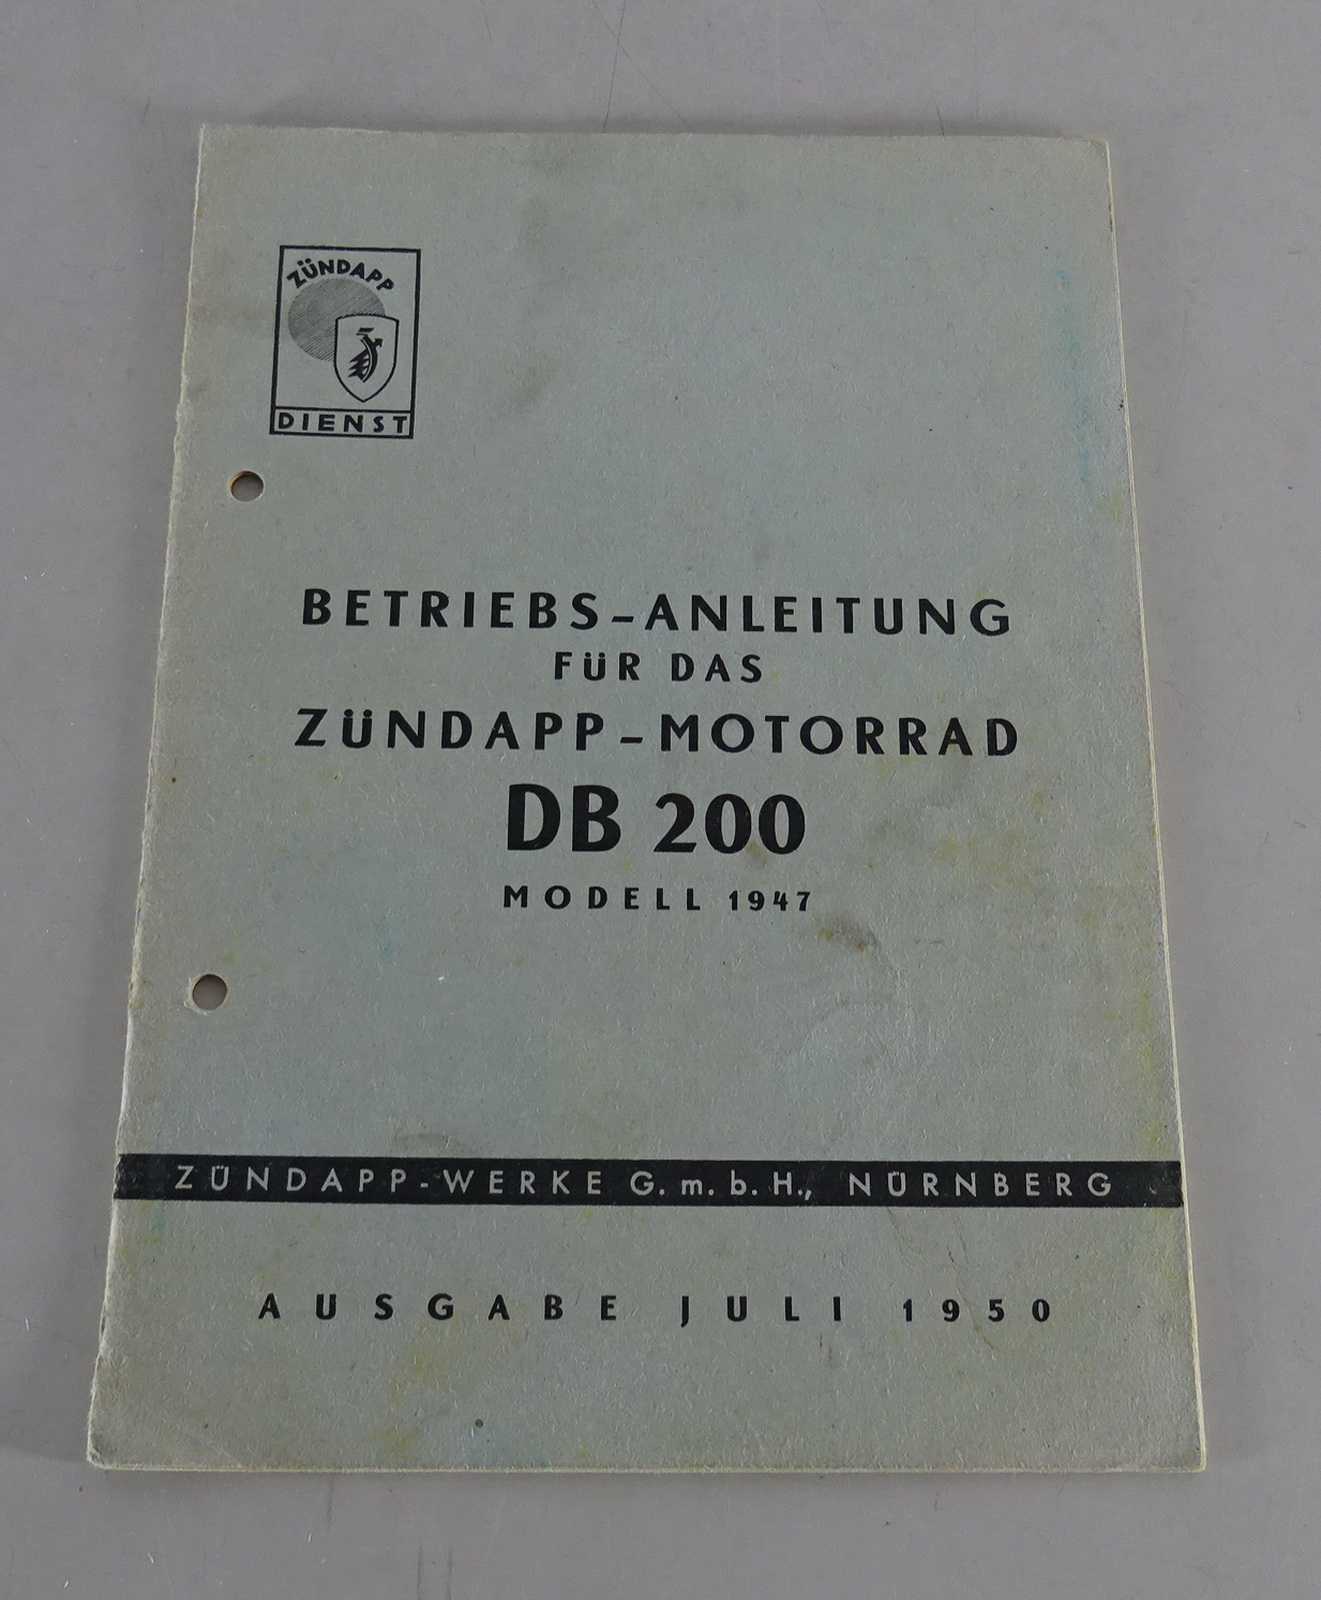 ZÜNDAPP
DIENST
BETRIEBS-ANLEITUNG
FÜR DAS
ZÜNDAPP-MOTORRAD
DB 200
MODELL 1947
ZÜNDAPP-WERKE G. m. b. H., NÜRNBERG
AUSGABE JULI 1950